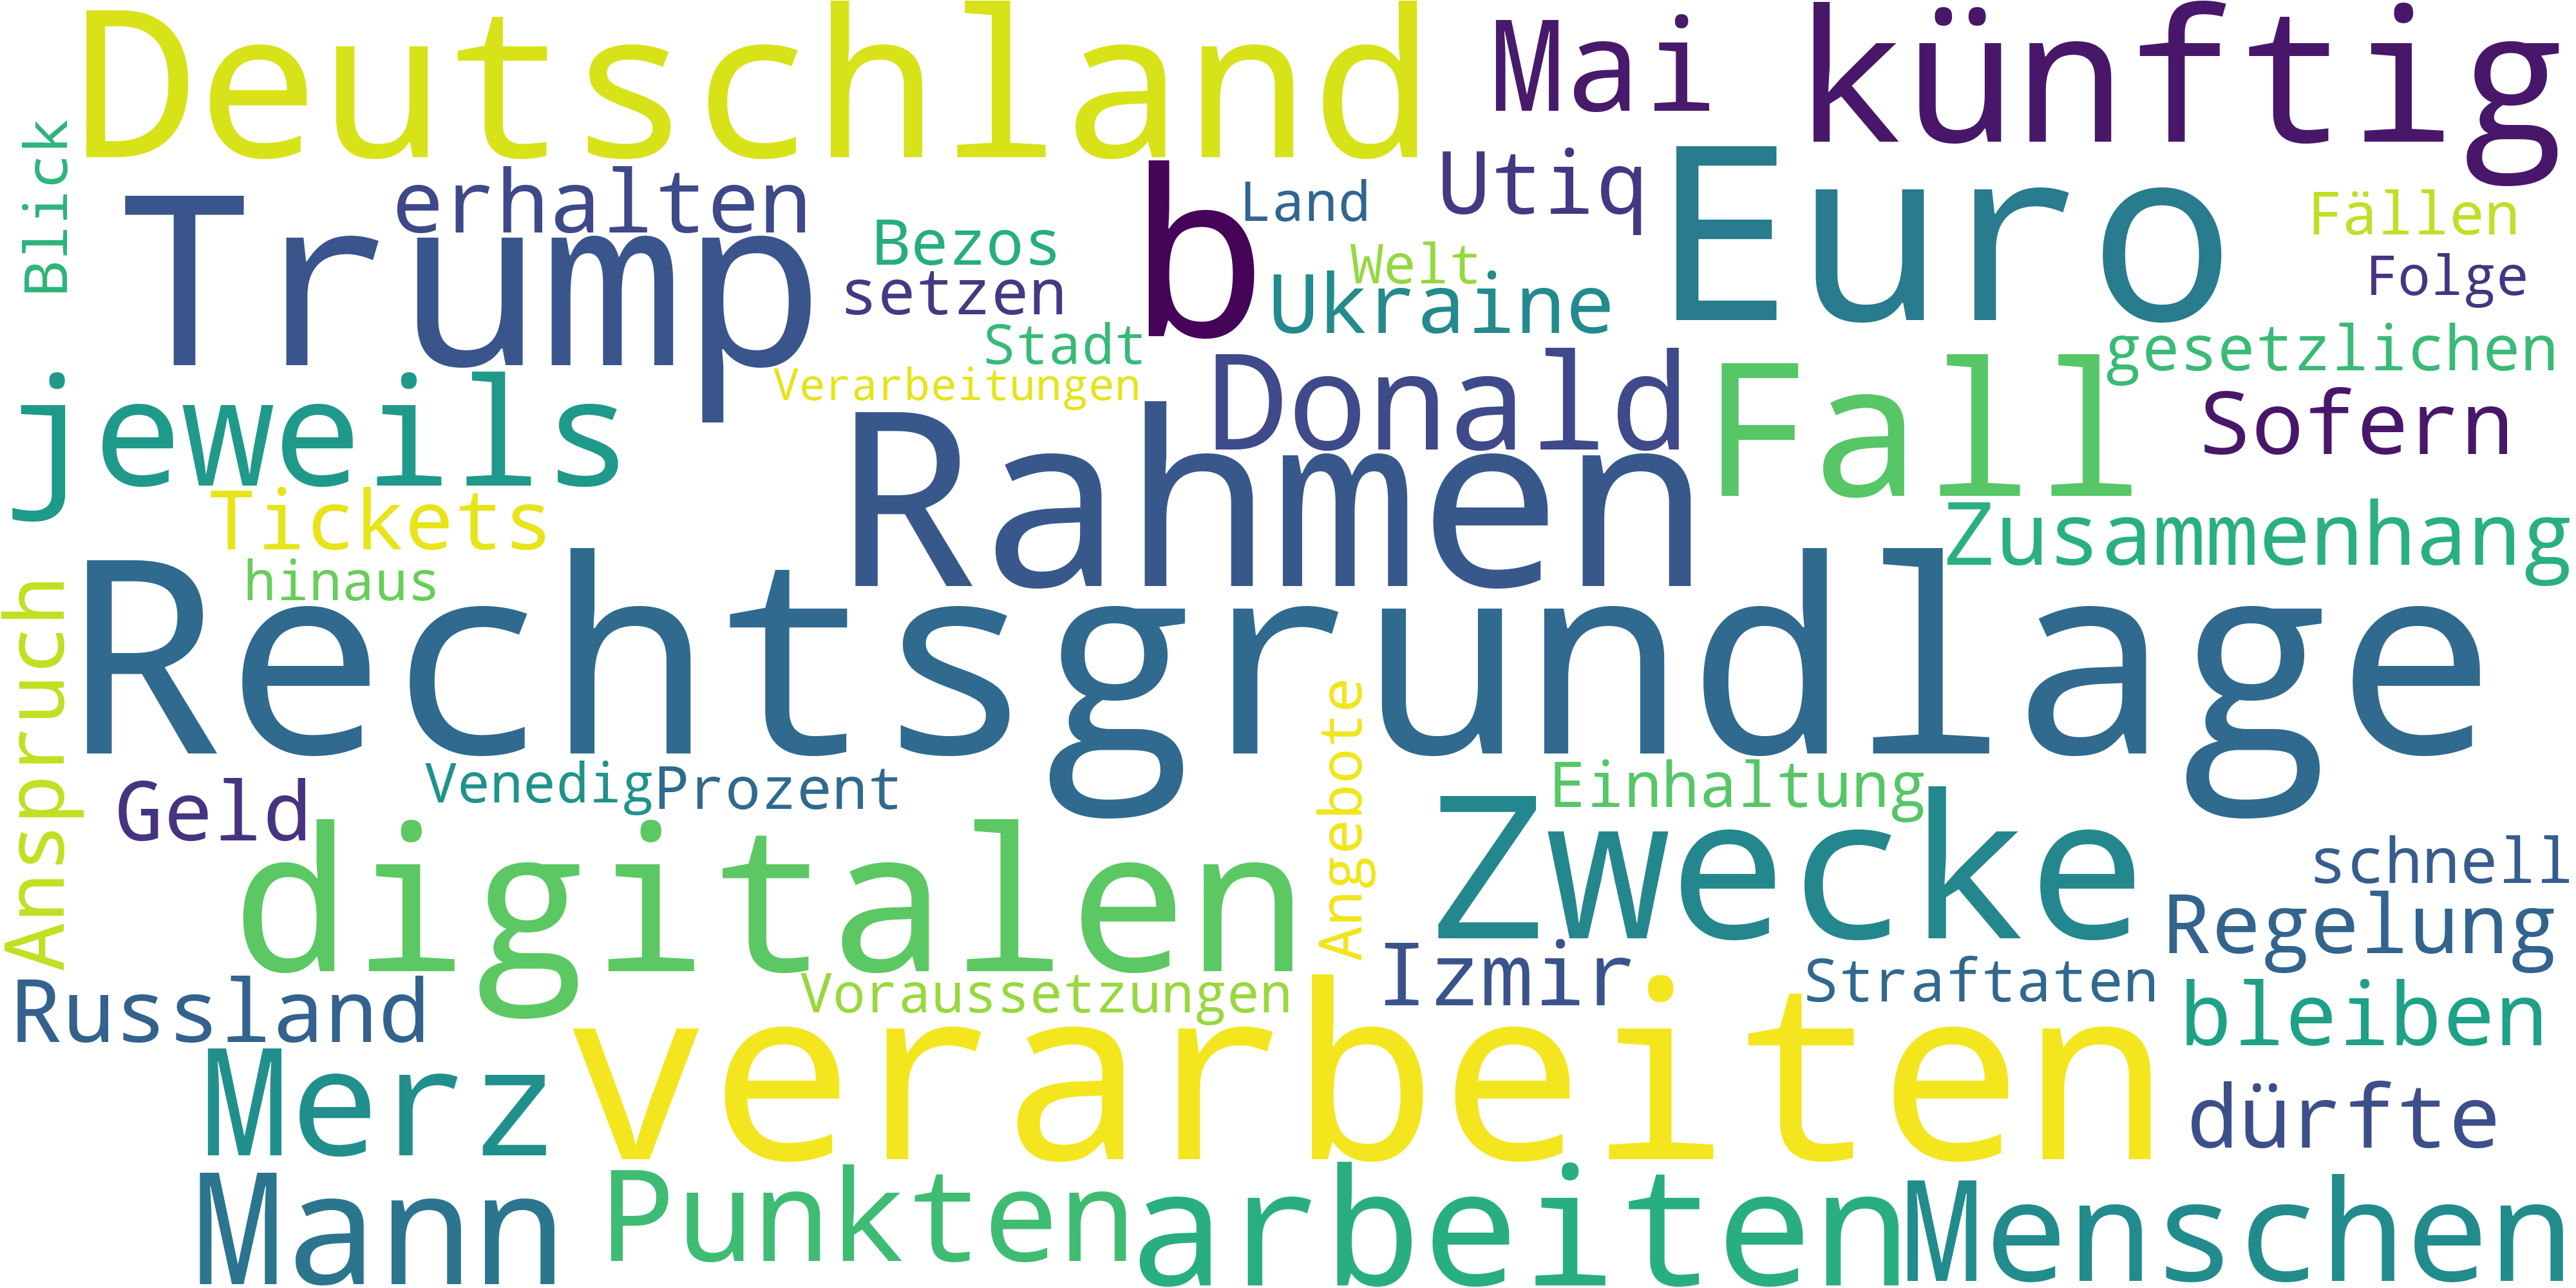 Deutschland
Mai
künftig
Blick
Trump
erhalten
b
Land
Utiq
Euro
Fällen
Bezos
Welt
setzen
Ukraine
Folge
Stadt
gesetzlichen
Verarbeitungen
jeweils
Donald
Fall
Sofern
Rahmen
Tickets
Zusammenhang
hinaus
Anspruch
Rechtsgrundlage
Angebote
Geld
Venedig
Prozent
Einhaltung
digitalen
Zwecke
schnell
Regelung
Izmir
Straftaten
Russland
Voraussetzungen
bleiben
Merz
verarbeiten
dürfte
Mann
Punkten
arbeiten
Menschen